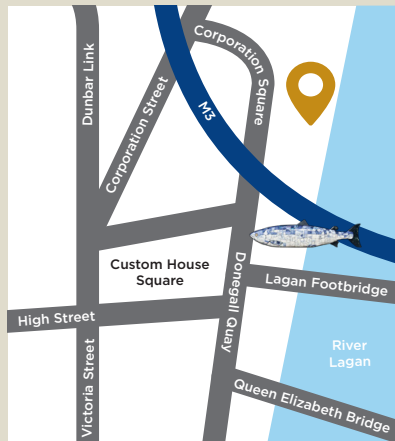 Dunbar Link
Corporation Street
Corporation Square
M3
Custom House
Square
Donegall Quay
Lagan Footbridge
High Street
Victoria Street
River
Lagan
Queen Elizabeth Bridge